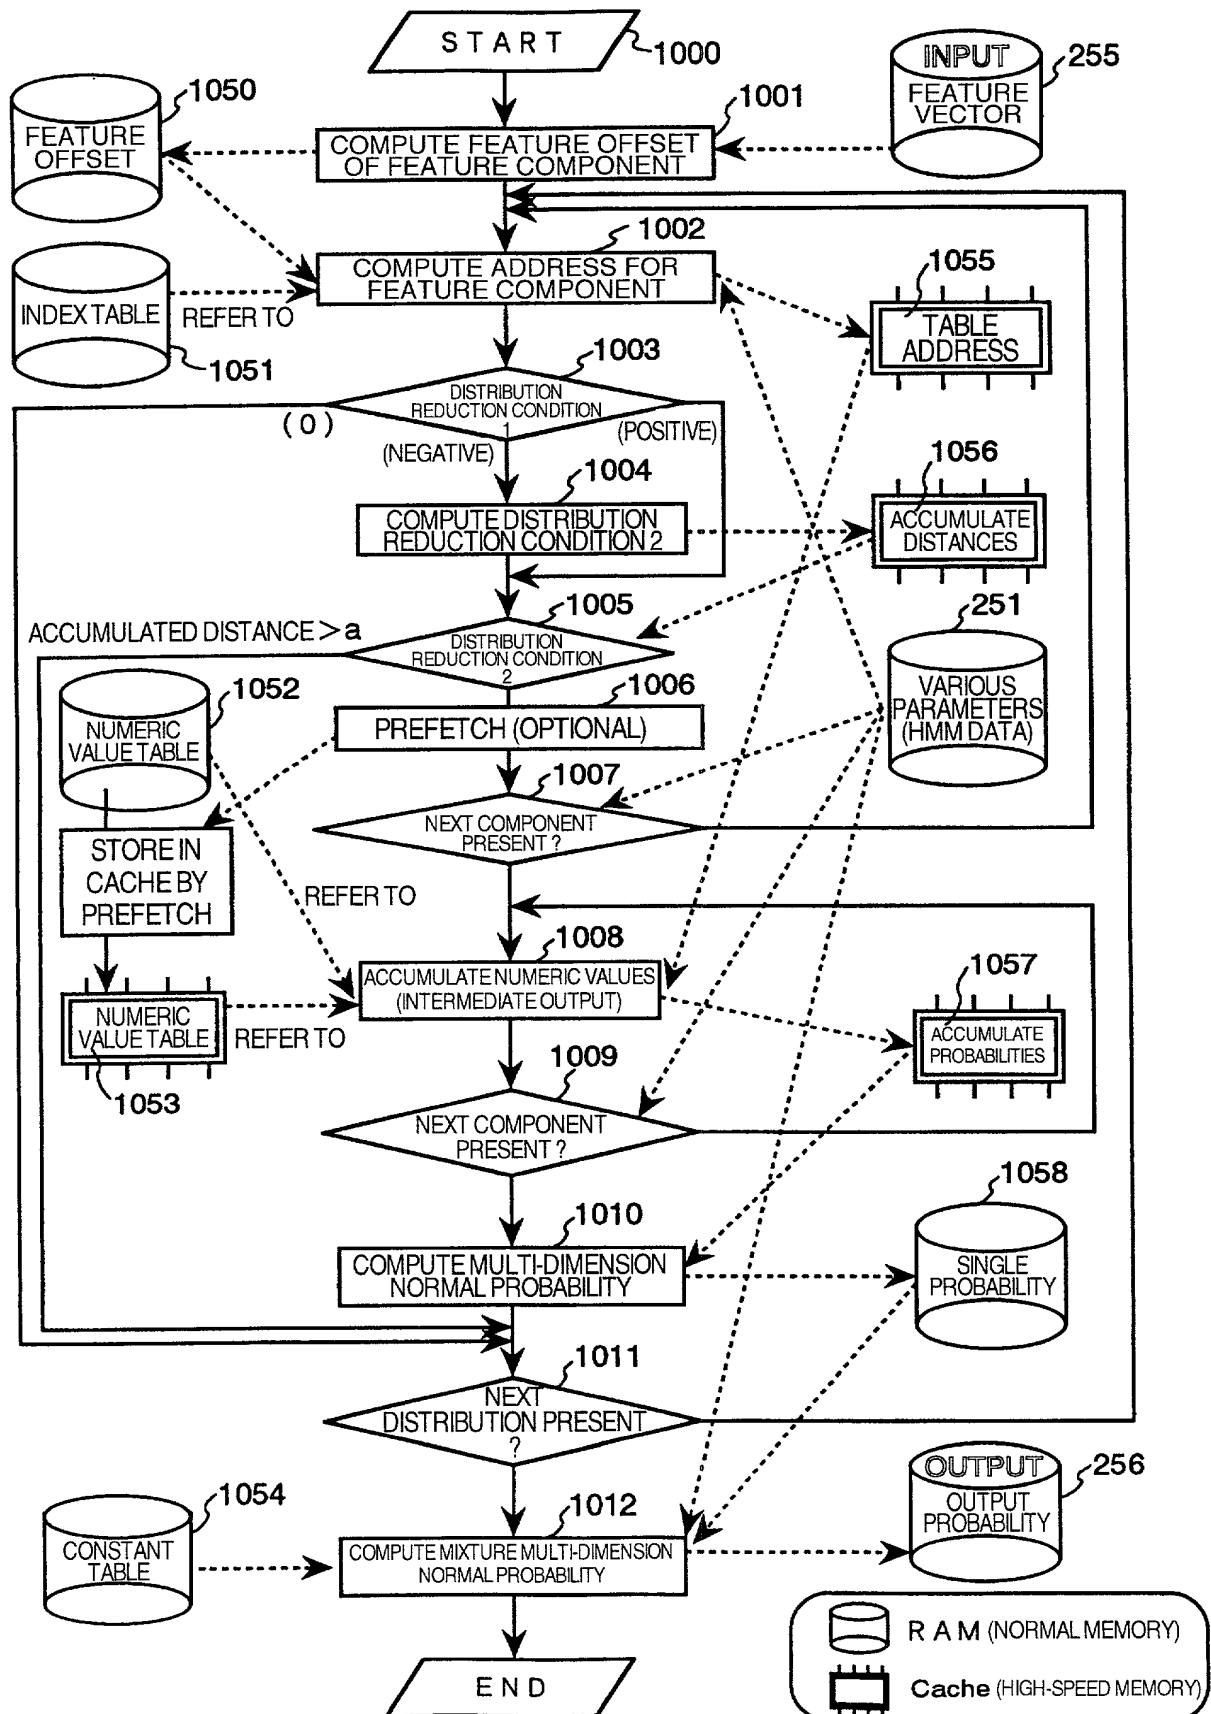 START
1000
INPUT
FEATURE
VECTOR
255
1050
FEATURE
OFFSET
1001
COMPUTE FEATURE OFFSET
OF FEATURE COMPONENT
1002
COMPUTE ADDRESS FOR
FEATURE COMPONENT
INDEX TABLE
REFER TO
1051
1055
TABLE
ADDRESS
1003
DISTRIBUTION
REDUCTION CONDITION
1
(0)
(POSITIVE)
(NEGATIVE)
1004
COMPUTE DISTRIBUTION
REDUCTION CONDITION 2
1056
ACCUMULATE
DISTANCES
1005
ACCUMULATED DISTANCE > a
DISTRIBUTION
REDUCTION CONDITION
2
251
VARIOUS
PARAMETERS
(HMM DATA)
1052
NUMERIC
VALUE TABLE
1006
PREFETCH (OPTIONAL)
1007
NEXT COMPONENT
PRESENT ?
STORE IN
CACHE BY
PREFETCH
REFER TO
1008
ACCUMULATE NUMERIC VALUES
(INTERMEDIATE OUTPUT)
NUMERIC
VALUE TABLE
REFER TO
1053
1057
ACCUMULATE
PROBABILITIES
1009
NEXT COMPONENT
PRESENT ?
1010
COMPUTE MULTI-DIMENSION
NORMAL PROBABILITY
1058
SINGLE
PROBABILITY
1011
NEXT
DISTRIBUTION PRESENT
?
1054
CONSTANT
TABLE
1012
COMPUTE MIXTURE MULTI-DIMENSION
NORMAL PROBABILITY
OUTPUT
OUTPUT
PROBABILITY
256
END
RAM (NORMAL MEMORY)
Cache (HIGH-SPEED MEMORY)